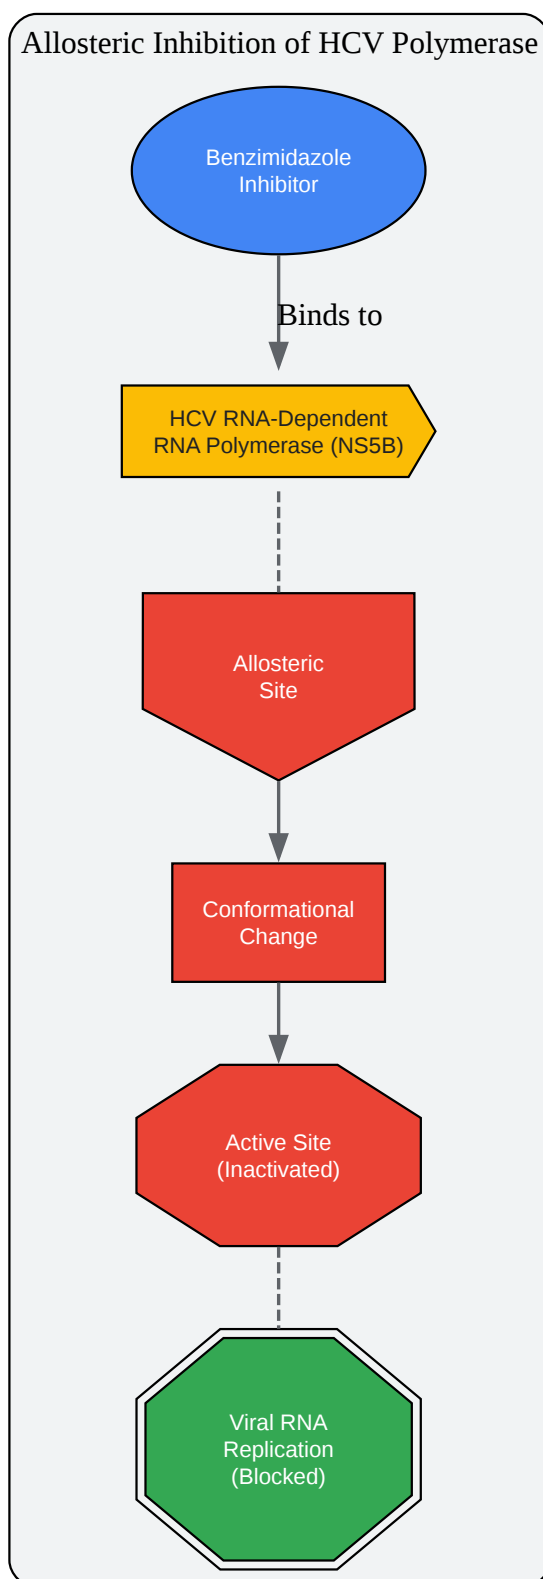 Allosteric Inhibition of HCV Polymerase
Benzimidazole
Inhibitor
Binds to
HCV RNA-Dependent
RNA Polymerase (NS5B)
Allosteric
Site
Conformational
Change
Active Site
(Inactivated)
Viral RNA
Replication
(Blocked)